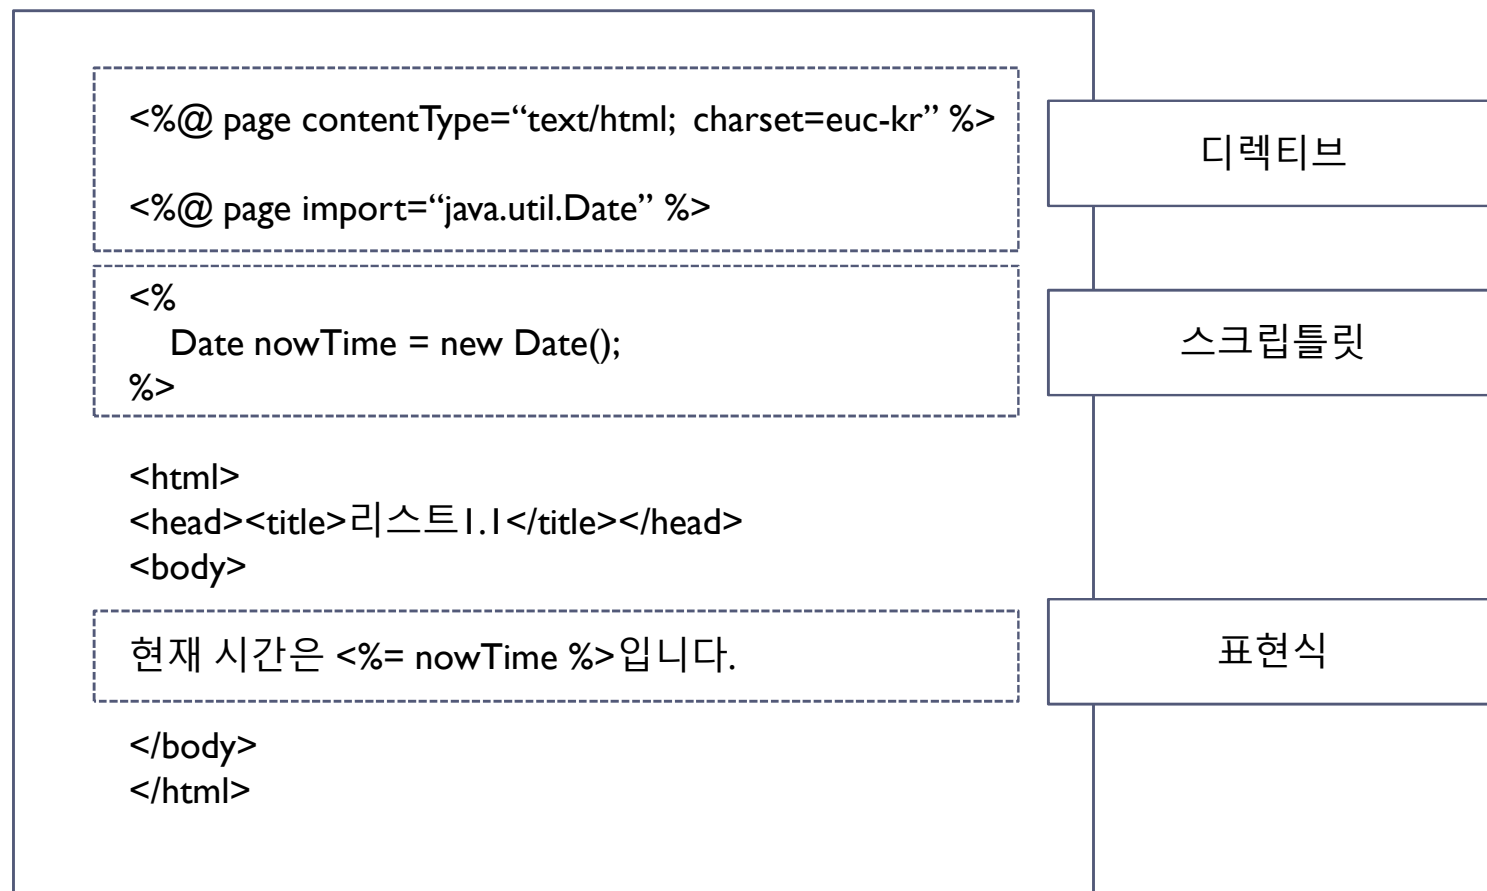 <%@ page contentType=“text/html;  charset=euc-kr” %>
디렉티브
<%@ page import=“java.util.Date” %>
<%
Date nowTime = new Date();
%>
스크립틀릿
<html>
<head><title>리스트1.1</title></head>
<body>
현재 시간은 <%= nowTime %>입니다.
표현식
</body>
</html>